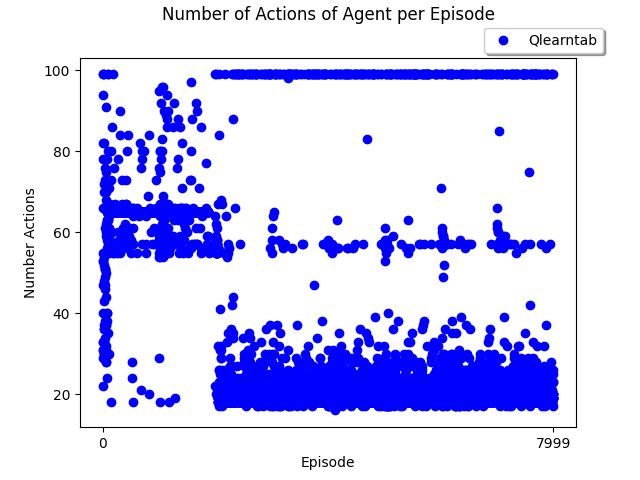 Number of Actions of Agent per Episode
Qlearntab
100
80
60
40
20
Number Actions
0
7999
Episode